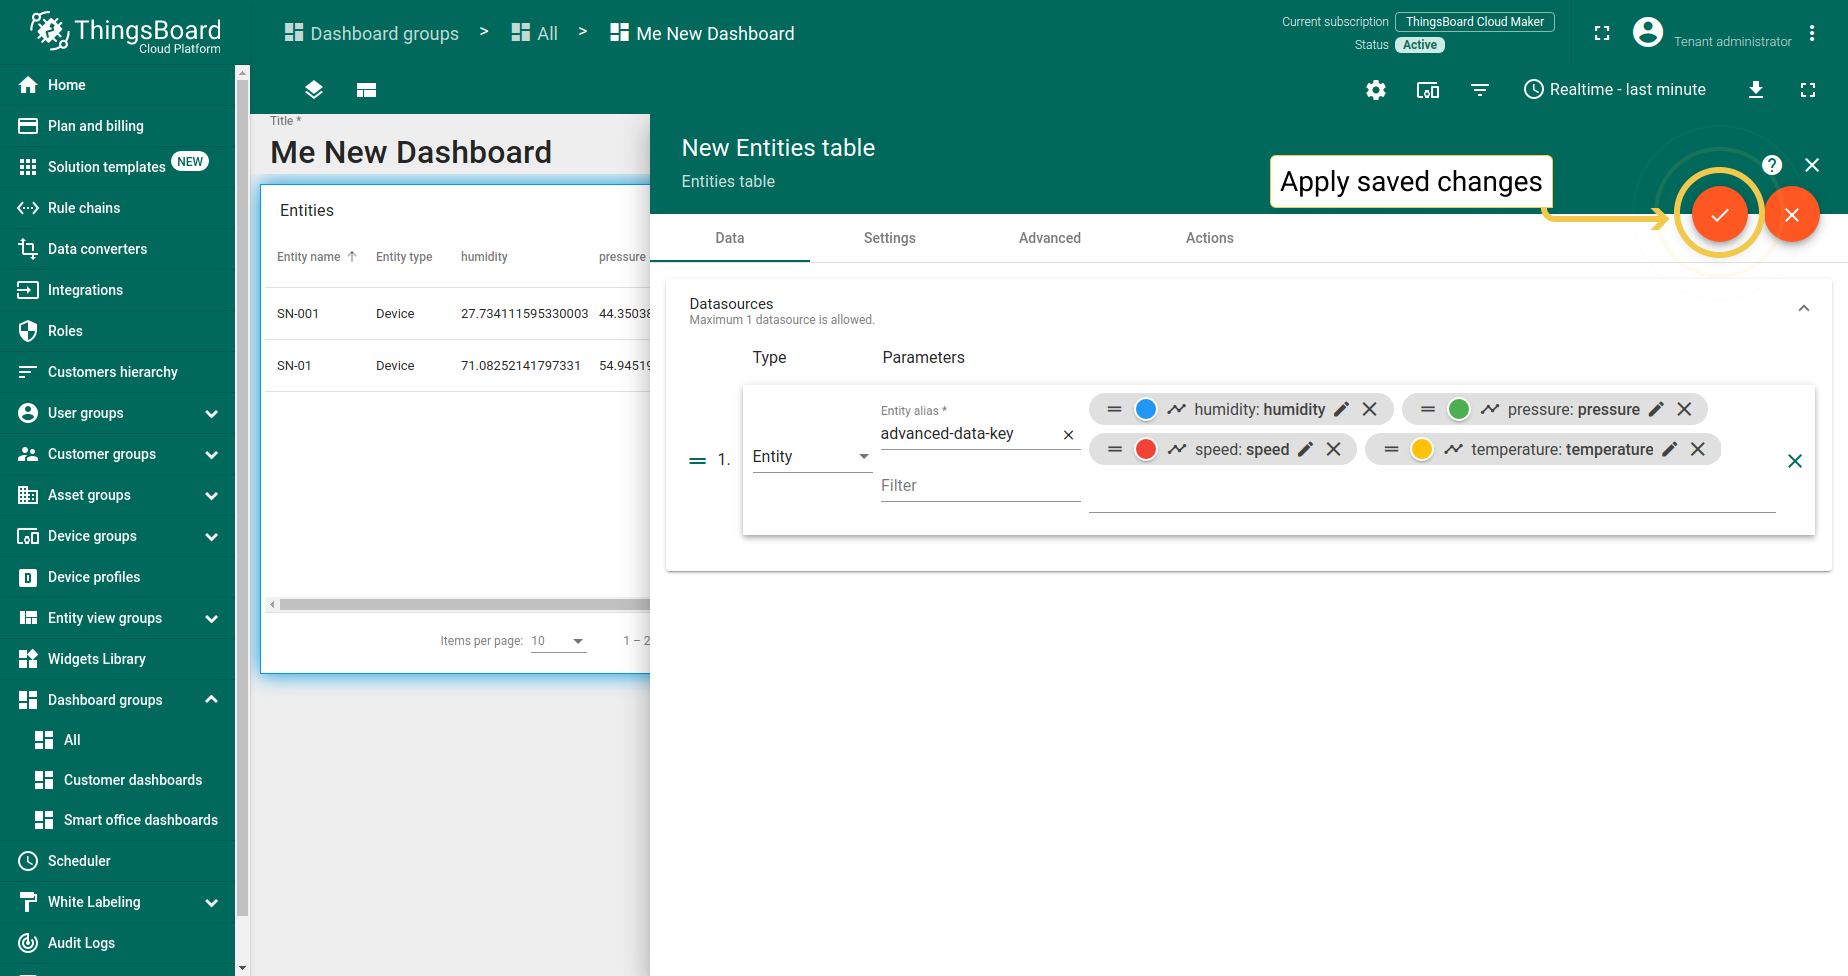 ThingsBoard
Cloud Platform
Dashboard groups > All > Me New Dashboard
Current subscription ThingsBoard Cloud Maker
Status Active
Tenant administrator
Realtime - last minute
Home
Plan and billing
Solution templates NEW
Rule chains
Data converters
Integrations
Roles
Customers hierarchy
User groups
Customer groups
Asset groups
Device groups
Device profiles
Entity view groups
Widgets Library
Dashboard groups
All
Customer dashboards
Smart office dashboards
Scheduler
White Labeling
Audit Logs
Title *
Me New Dashboard
Entities
Entity name Entity type humidity pressure
SN-001 Device 27.734111595330003 44.35038
SN-01 Device 71.08252141797331 54.94519
Items per page: 10 1 – 2
New Entities table
Entities table
Apply saved changes
Data Settings Advanced Actions
Datasources
Maximum 1 datasource is allowed.
Type Parameters
1. Entity
Entity alias *
advanced-data-key
Filter
humidity: humidity pressure: pressure
speed: speed temperature: temperature